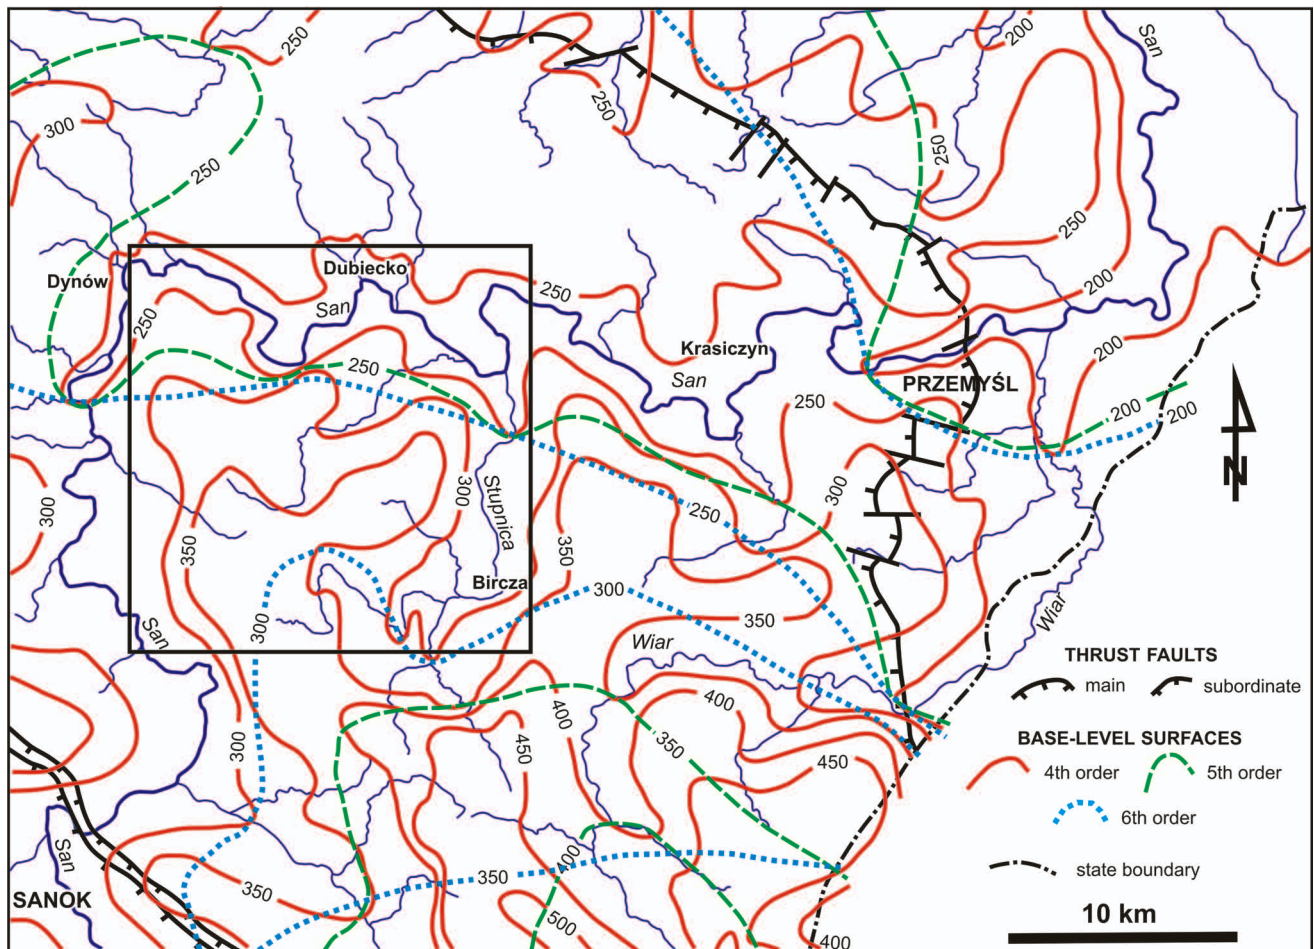 250
200
San
300
250
250
250
250
250
Dynów
Dubiecko
250
San
250
200
Krasiczyn
San
200
250
PRZEMYŚL
250
200
200
N
300
300
Stupnica
300
350
350
250
Bircza
300
300
350
San
Wiar
Wiar
THRUST FAULTS
main
subordinate
BASE-LEVEL SURFACES
4th order
5th order
6th order
state boundary
10 km
400
400
350
450
450
300
San
400
350
350
500
SANOK
400